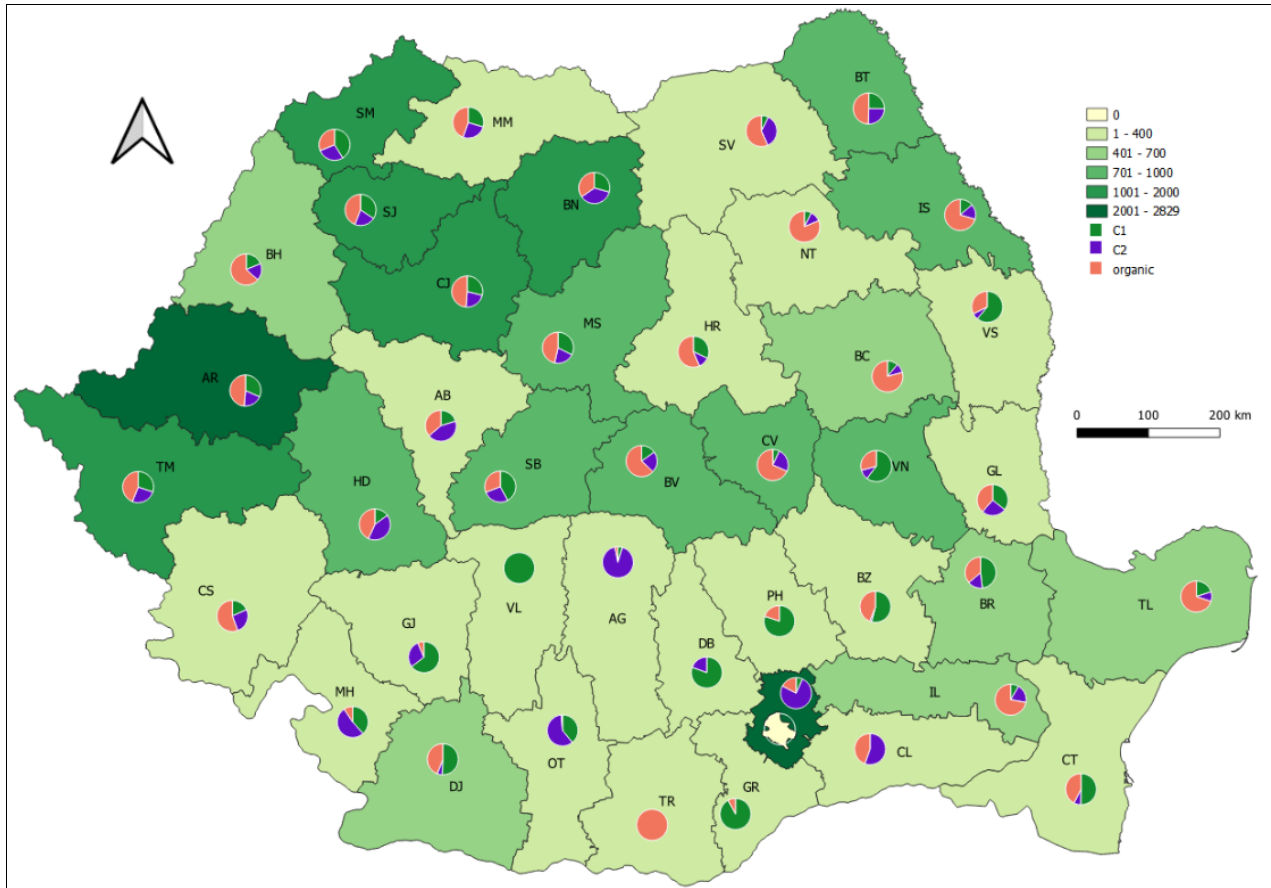 BT
SM
MM
SV
0
1 - 400
401 - 700
701 - 1000
1001 - 2000
2001 - 2829
C1
C2
organic
SJ
BN
IS
BH
NT
CJ
MS
HR
VS
BC
AR
AB
0 100 200 km
TM
HD
SB
BV
CV
VN
GL
CS
VL
AG
PH
BZ
BR
TL
GJ
DB
MH
IL
OT
CL
CT
DJ
TR
GR